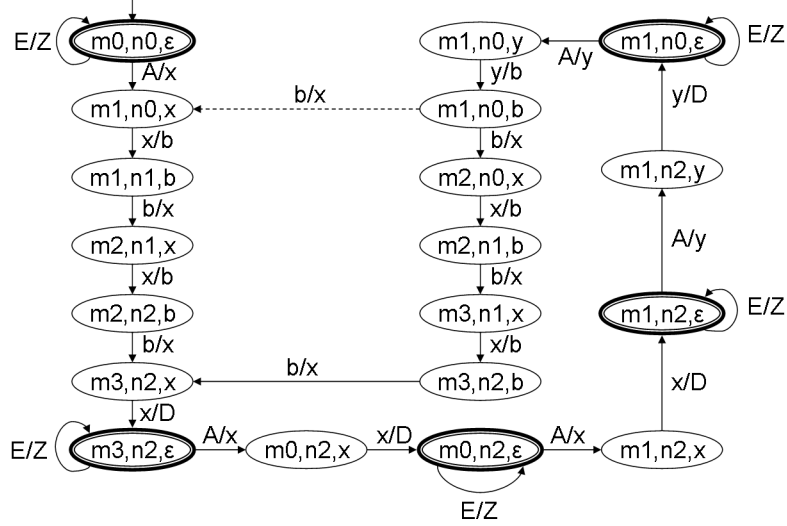 E/Z
m0,n0,ε
m1,n0,y
A/y
m1,n0,ε
E/Z
A/x
y/b
m1,n0,x
b/x
m1,n0,b
y/D
x/b
b/x
m1,n1,b
m2,n0,x
m1,n2,y
b/x
x/b
m2,n1,x
m2,n1,b
A/y
x/b
b/x
m2,n2,b
m3,n1,x
m1,n2,ε
E/Z
b/x
x/b
m3,n2,x
b/x
m3,n2,b
x/D
x/D
E/Z
m3,n2,ε
A/x
m0,n2,x
x/D
m0,n2,ε
A/x
m1,n2,x
E/Z